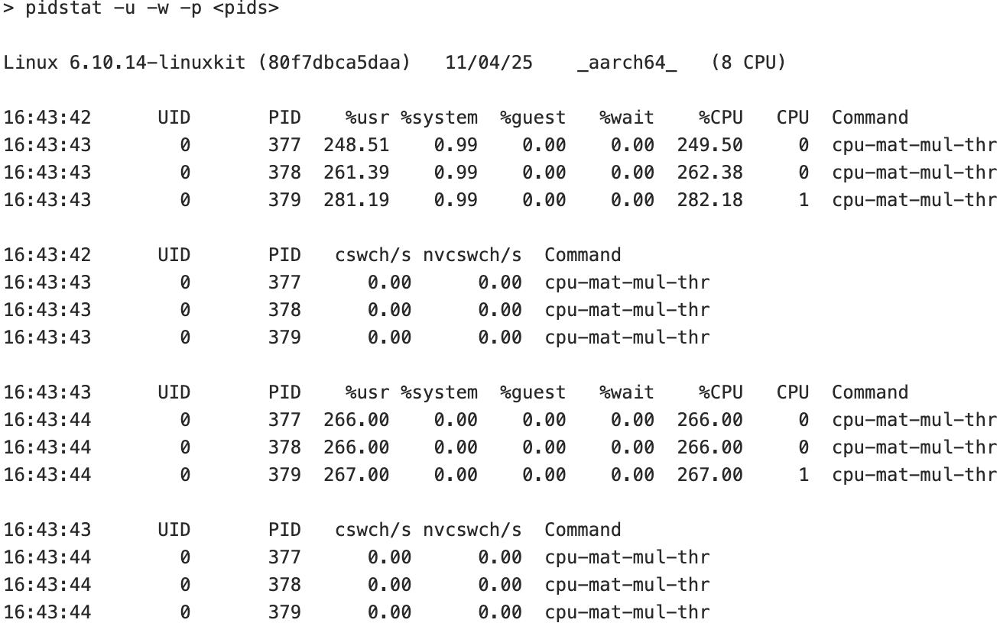 > pidstat -u -w -p <pids>
Linux 6.10.14-linuxkit (80f7dbca5daa) 11/04/25 _aarch64_ (8 CPU)
16:43:42 UID PID %usr %system %guest %wait %CPU CPU Command
16:43:43 0 377 248.51 0.99 0.00 0.00 249.50 0 cpu-mat-mul-thr
16:43:43 0 378 261.39 0.99 0.00 0.00 262.38 0 cpu-mat-mul-thr
16:43:43 0 379 281.19 0.99 0.00 0.00 282.18 1 cpu-mat-mul-thr
16:43:42 UID PID cswch/s nvcswch/s Command
16:43:43 0 377 0.00 0.00 cpu-mat-mul-thr
16:43:43 0 378 0.00 0.00 cpu-mat-mul-thr
16:43:43 0 379 0.00 0.00 cpu-mat-mul-thr
16:43:43 UID PID %usr %system %guest %wait %CPU CPU Command
16:43:44 0 377 266.00 0.00 0.00 0.00 266.00 0 cpu-mat-mul-thr
16:43:44 0 378 266.00 0.00 0.00 0.00 266.00 0 cpu-mat-mul-thr
16:43:44 0 379 267.00 0.00 0.00 0.00 267.00 1 cpu-mat-mul-thr
16:43:43 UID PID cswch/s nvcswch/s Command
16:43:44 0 377 0.00 0.00 cpu-mat-mul-thr
16:43:44 0 378 0.00 0.00 cpu-mat-mul-thr
16:43:44 0 379 0.00 0.00 cpu-mat-mul-thr